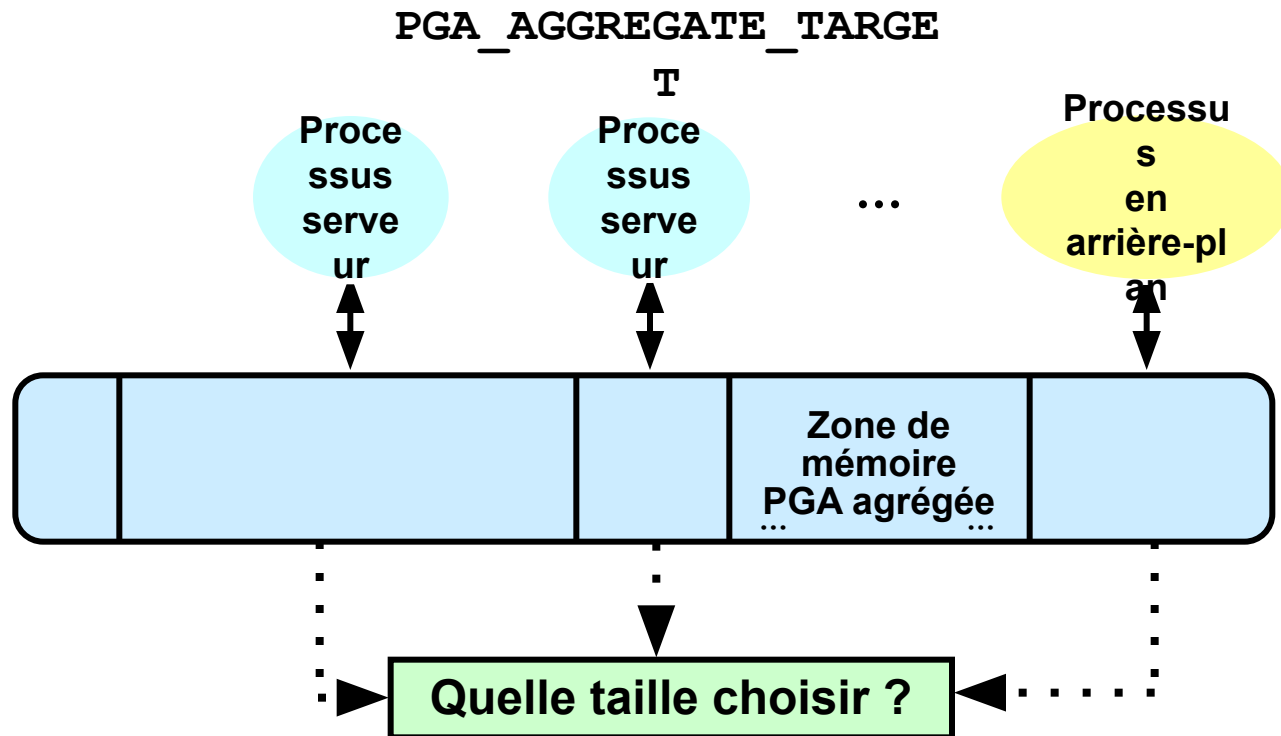 PGA_AGGREGATE_TARGE
T
Proce
ssus
serve
ur
Proce
ssus
serve
ur
...
Processu
s
en
arrière-pl
an
Zone de
mémoire
PGA agrégée
... ...
Quelle taille choisir ?